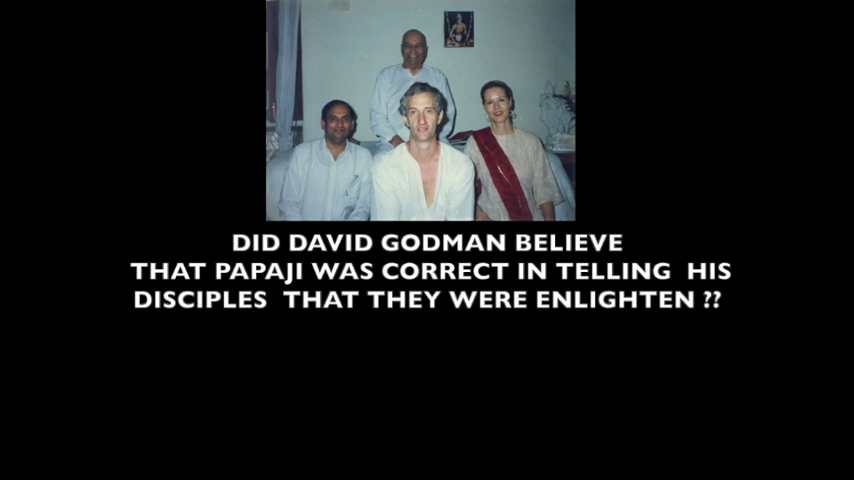 DID DAVID GODMAN BELIEVE
THAT PAPAJI WAS CORRECT IN TELLING HIS
DISCIPLES THAT THEY WERE ENLIGHTEN ??